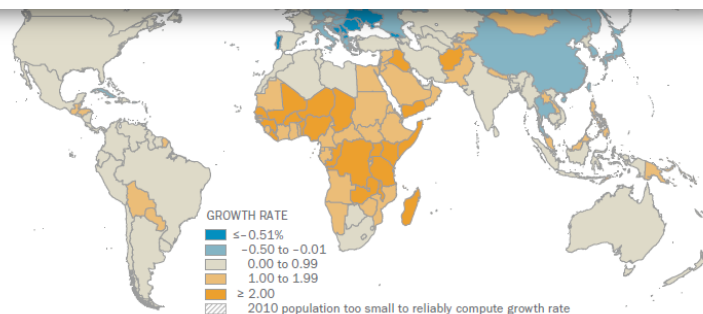 GROWTH RATE
≤–0.51%
–0.50 to –0.01
0.00 to 0.99
1.00 to 1.99
≥ 2.00
2010 population too small to reliably compute growth rate